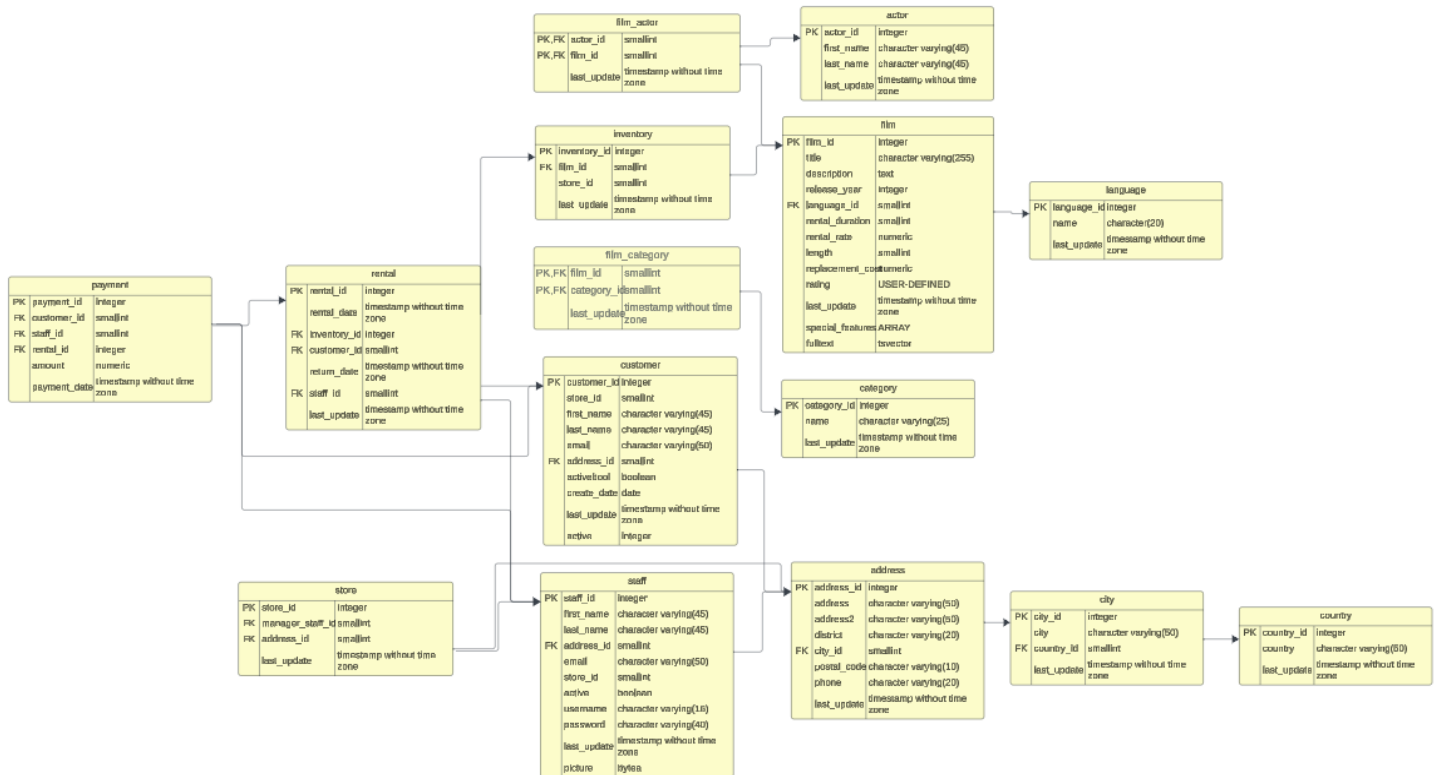 film_actor
PK,FK actor_id smallint
PK,FK film_id smallint
last_update timestamp without time
zone
actor
PK actor_id integer
first_name character varying(45)
last_name character varying(45)
last_update timestamp without time
zone
inventory
PK inventory_id integer
FK film_id smallint
store_id smallint
last_update timestamp without time
zone
film
PK film_id integer
title character varying(255)
description text
release_year integer
FK language_id smallint
rental_duration smallint
rental_rate numeric
length smallint
replacement_cost numeric
rating USER-DEFINED
last_update timestamp without time
zone
special_features ARRAY
fulltext tsvector
language
PK language_id integer
name character(20)
last_update timestamp without time
zone
film_category
PK,FK film_id smallint
PK,FK category_id smallint
last_update timestamp without time
zone
payment
PK payment_id integer
FK customer_id smallint
FK staff_id smallint
FK rental_id integer
amount numeric
payment_date timestamp without time
zone
rental
PK rental_id integer
rental_date timestamp without time
zone
FK inventory_id integer
FK customer_id smallint
return_date timestamp without time
zone
FK staff_id smallint
last_update timestamp without time
zone
customer
PK customer_id integer
store_id smallint
first_name character varying(45)
last_name character varying(45)
email character varying(50)
FK address_id smallint
activebool boolean
create_date date
last_update timestamp without time
zone
active integer
category
PK category_id integer
name character varying(25)
last_update timestamp without time
zone
store
PK store_id integer
FK manager_staff_id smallint
FK address_id smallint
last_update timestamp without time
zone
staff
PK staff_id integer
first_name character varying(45)
last_name character varying(45)
FK address_id smallint
email character varying(50)
store_id smallint
active boolean
username character varying(16)
password character varying(40)
last_update timestamp without time
zone
picture bytea
address
PK address_id integer
address character varying(50)
address2 character varying(50)
district character varying(20)
FK city_id smallint
postal_code character varying(10)
phone character varying(20)
last_update timestamp without time
zone
city
PK city_id integer
city character varying(50)
FK country_id smallint
last_update timestamp without time
zone
country
PK country_id integer
country character varying(50)
last_update timestamp without time
zone